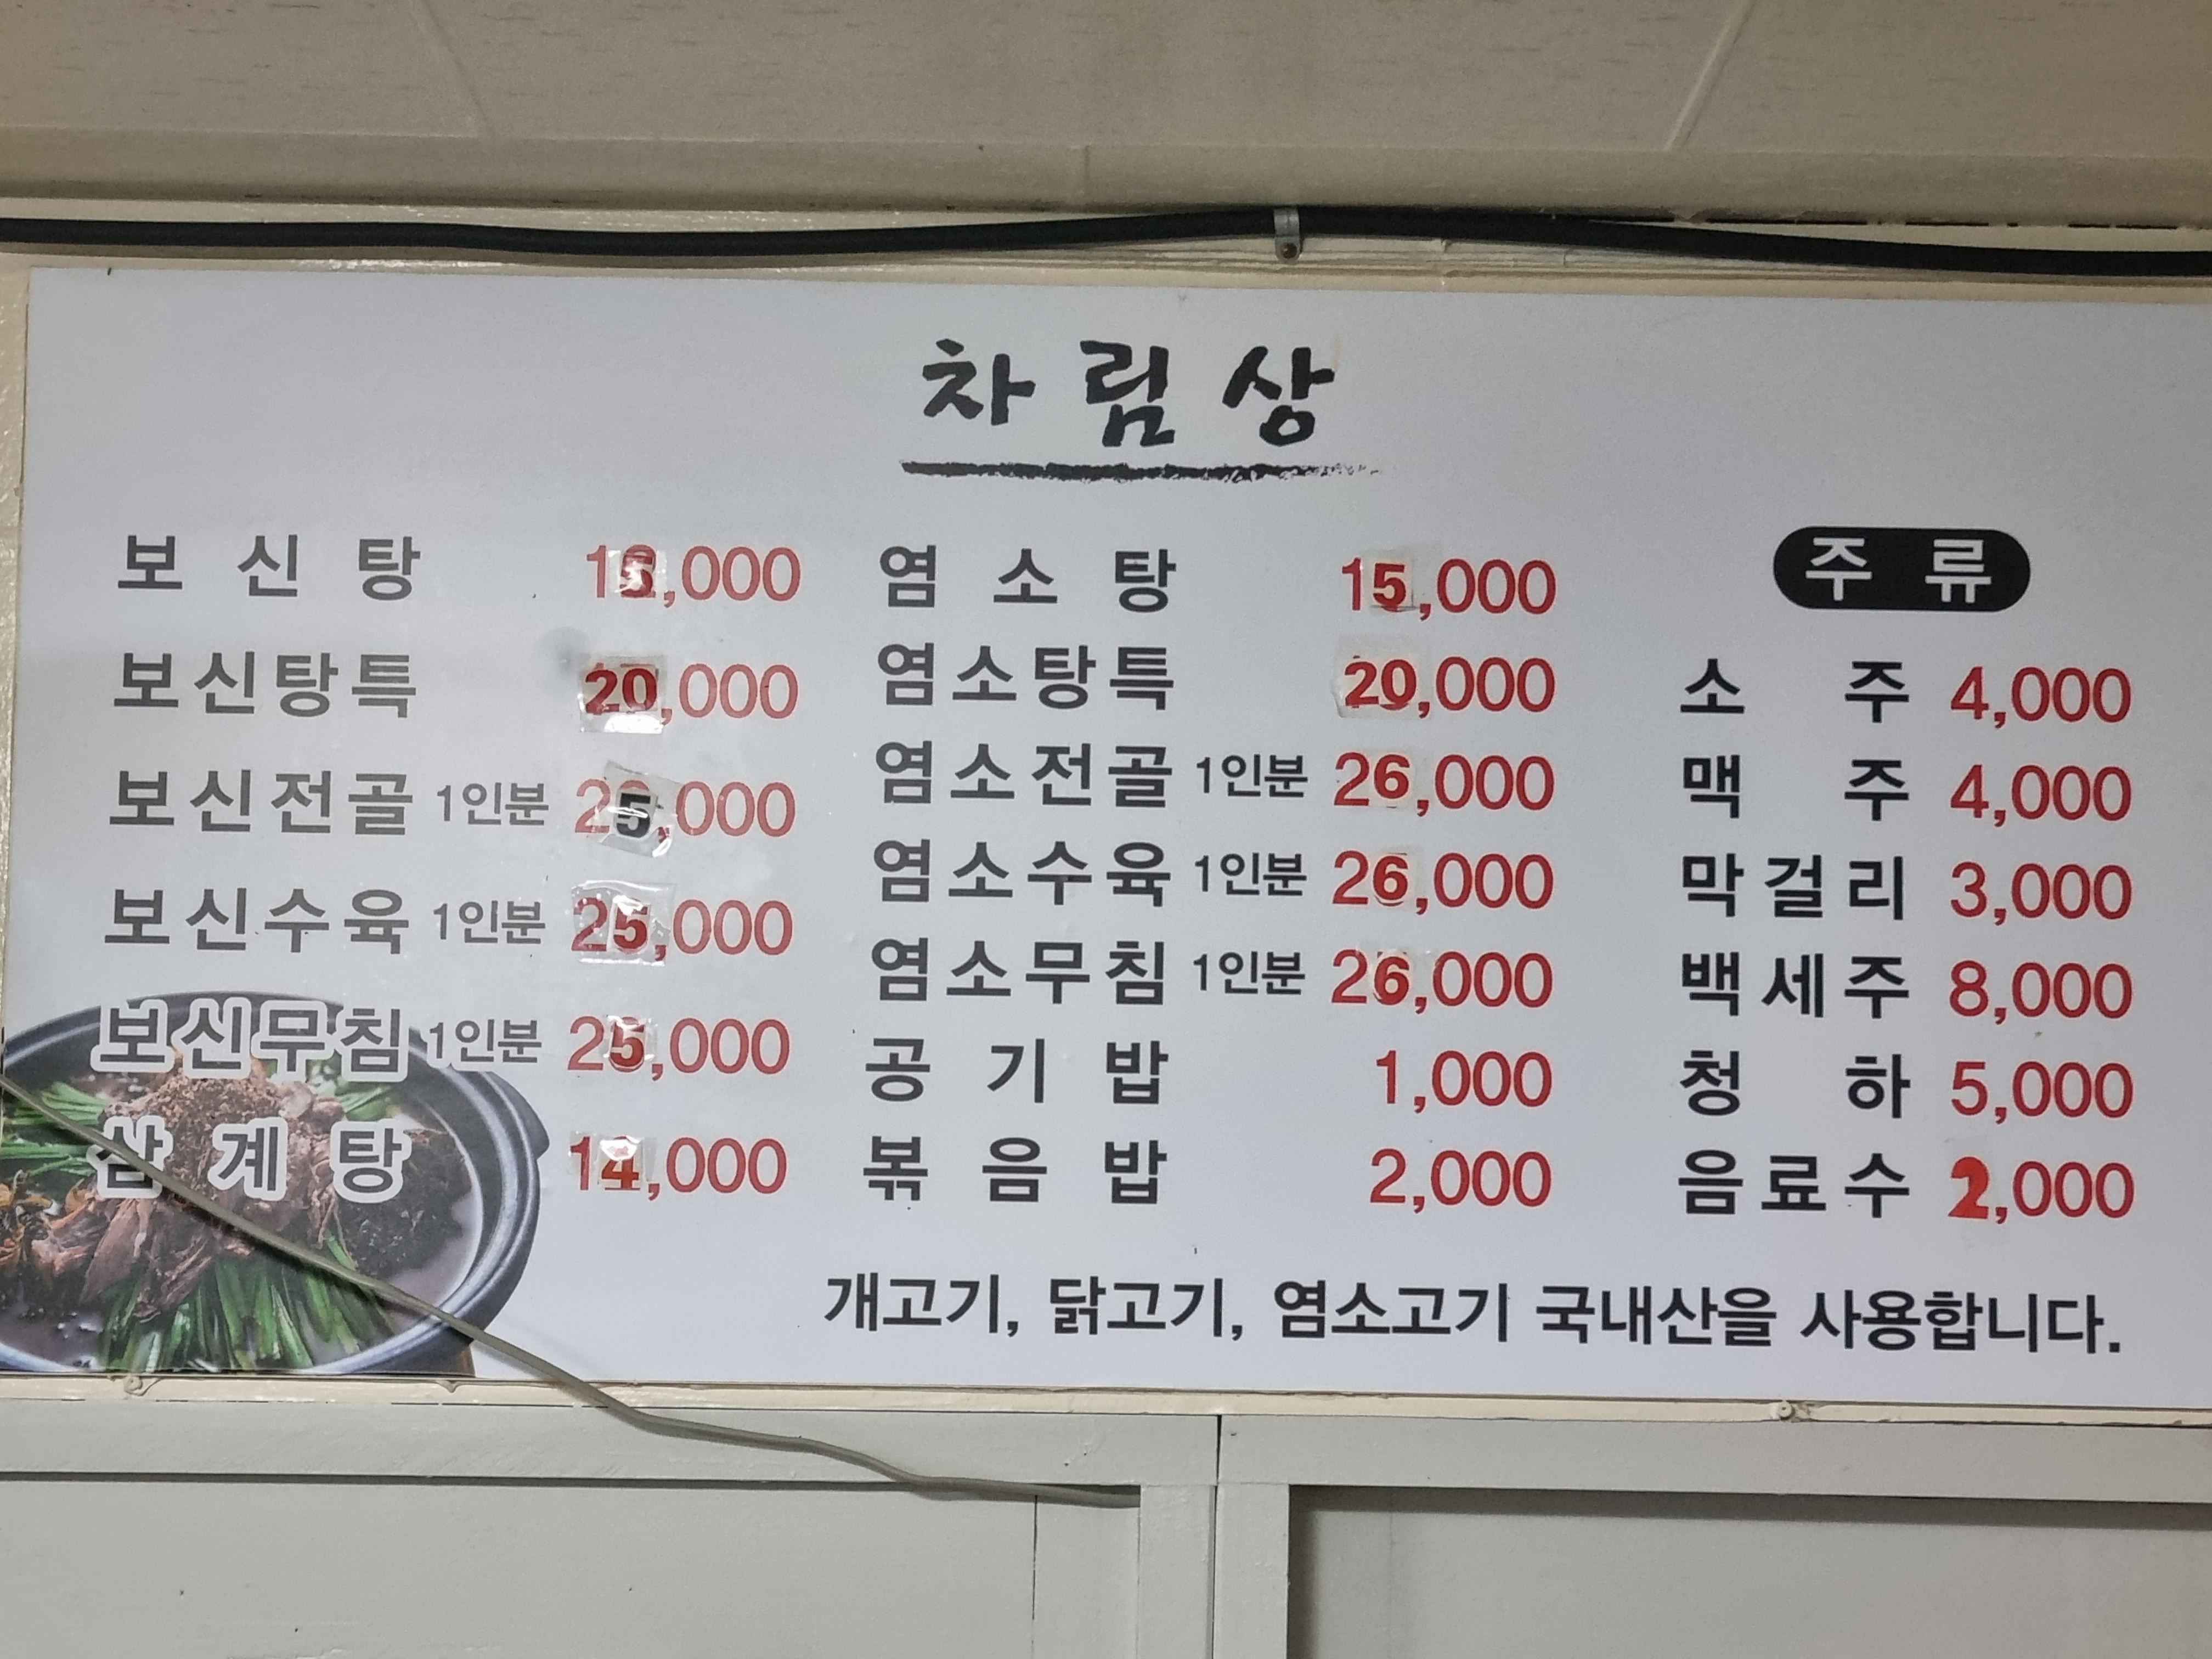 차림상
보신탕 15,000
보신탕특 20,000
보신전골 1인분 25,000
보신수육 1인분 25,000
보신무침 1인분 25,000
삼계탕 14,000
염소탕 15,000
염소탕특 20,000
염소전골 1인분 26,000
염소수육 1인분 26,000
염소무침 1인분 26,000
공기밥 1,000
볶음밥 2,000
주류
소주 4,000
맥주 4,000
막걸리 3,000
백세주 8,000
청하 5,000
음료수 2,000
개고기, 닭고기, 염소고기 국내산을 사용합니다.